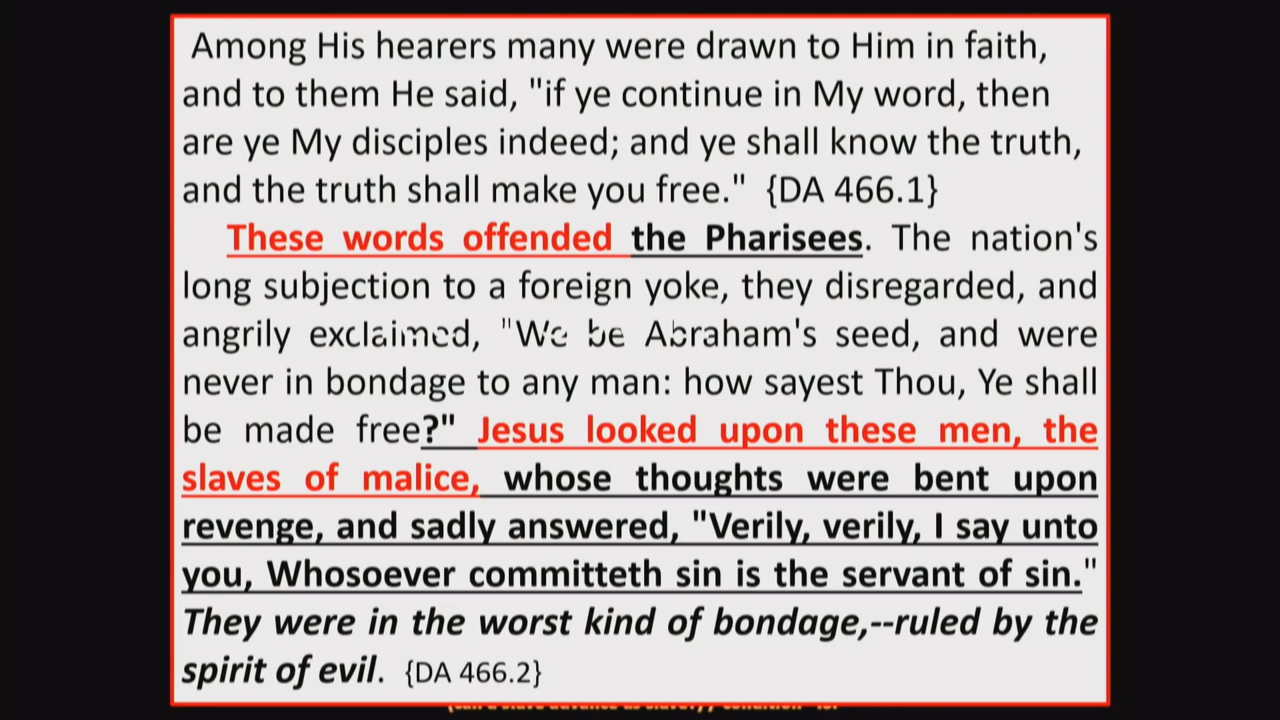 Among His hearers many were drawn to Him in faith,
and to them He said, "if ye continue in My word, then
are ye My disciples indeed; and ye shall know the truth,
and the truth shall make you free." {DA 466.1}
These words offended the Pharisees. The nation's
long subjection to a foreign yoke, they disregarded, and
angrily exclaimed, "We be Abraham's seed, and were
never in bondage to any man: how sayest Thou, Ye shall
be made free?" Jesus looked upon these men, the
slaves of malice, whose thoughts were bent upon
revenge, and sadly answered, "Verily, verily, I say unto
you, Whosoever committeth sin is the servant of sin."
They were in the worst kind of bondage,--ruled by the
spirit of evil. {DA 466.2}